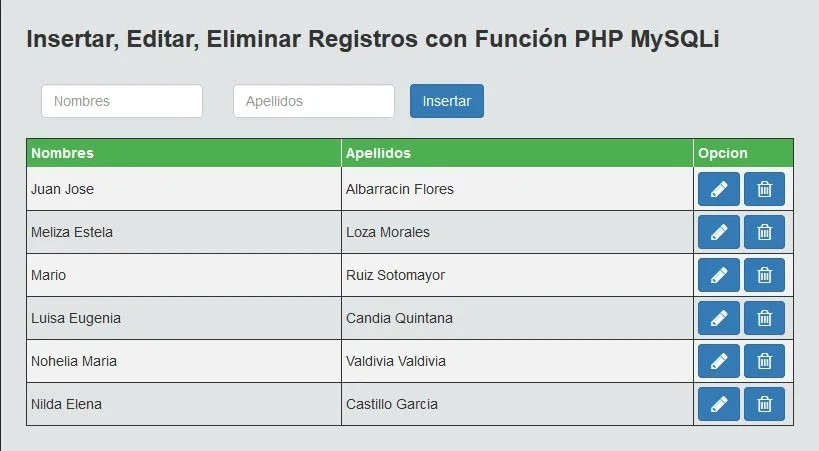 Insertar, Editar, Eliminar Registros con Función PHP MySQLi
Nombres Apellidos Insertar
Nombres Apellidos Opcion
Juan Jose Albarracin Flores
Meliza Estela Loza Morales
Mario Ruiz Sotomayor
Luisa Eugenia Candia Quintana
Nohelia Maria Valdivia Valdivia
Nilda Elena Castillo Garcia